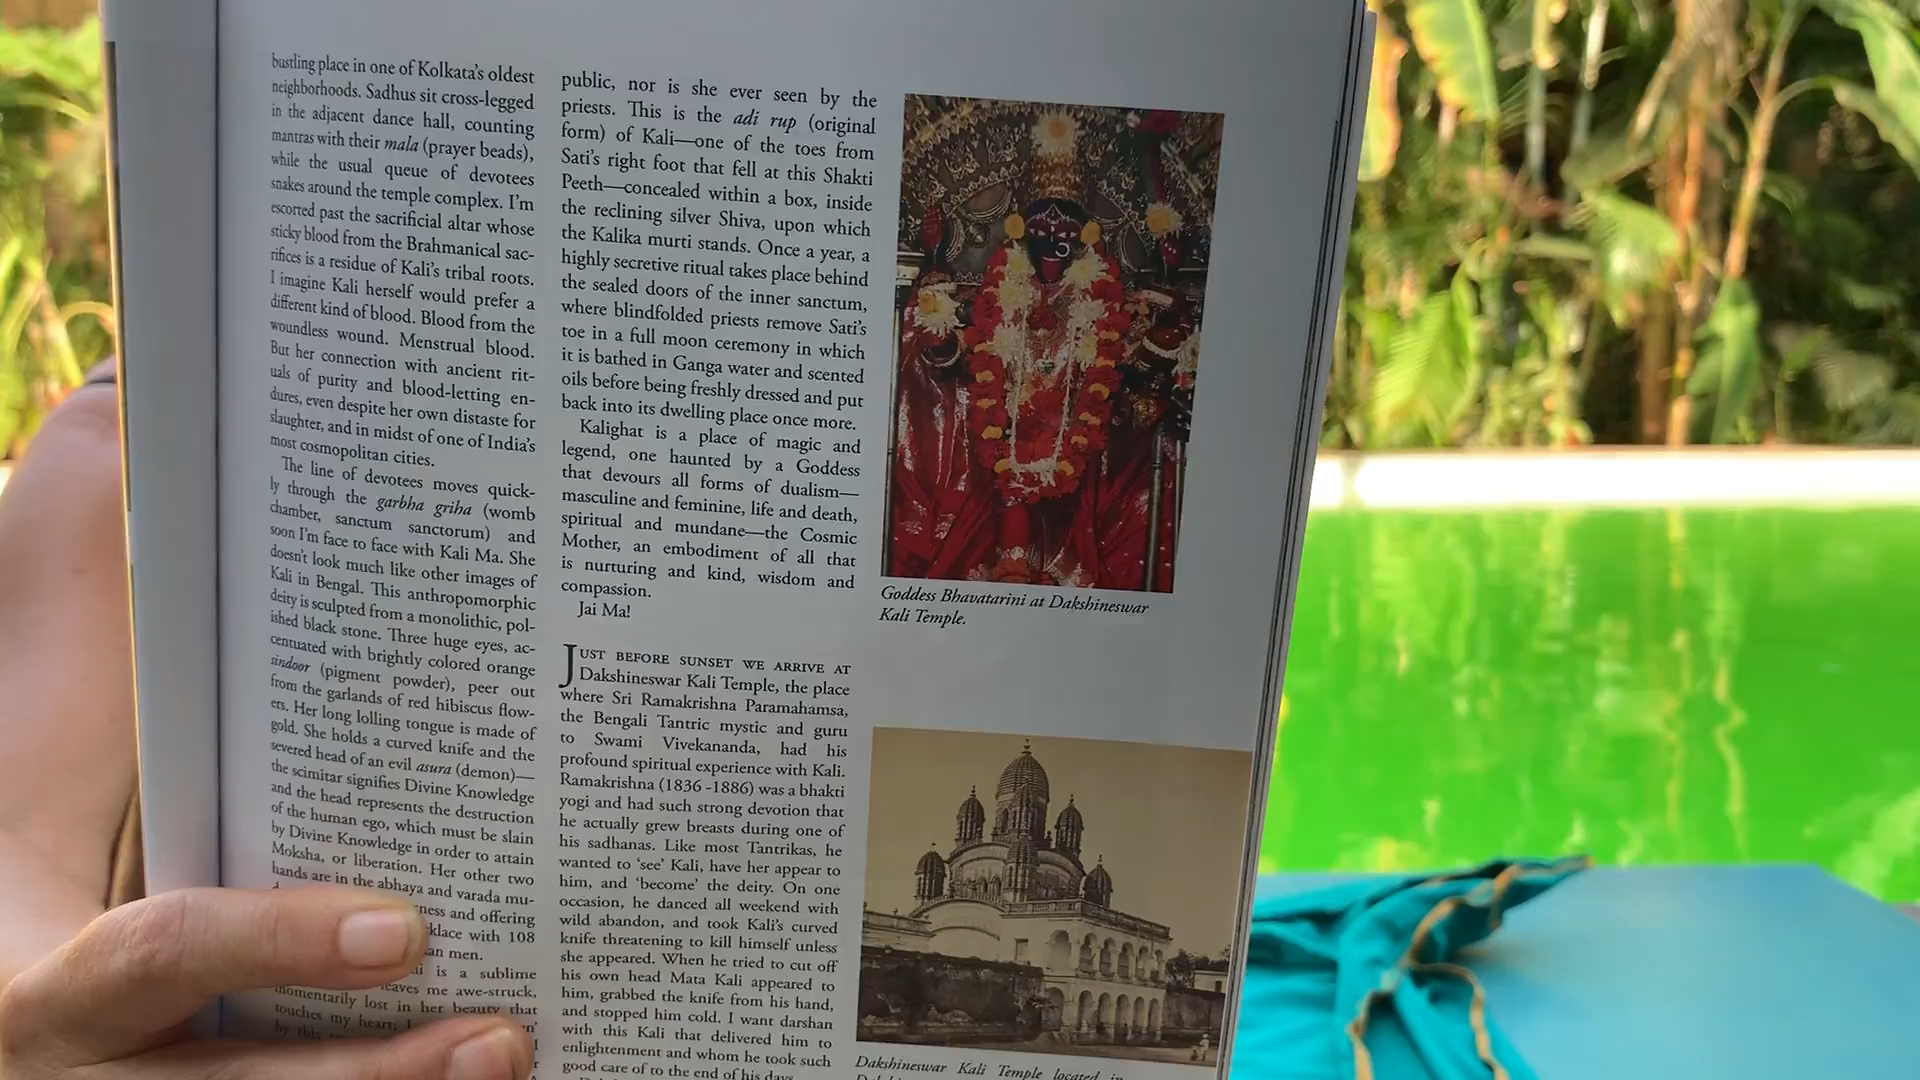 bustling place in one of Kolkata's oldest
neighborhoods. Sadhus sit cross-legged
in the adjacent dance hall, counting
mantras with their mala (prayer beads),
while the usual queue of devotees
snakes around the temple complex. I'm
escorted past the sacrificial altar whose
sticky blood from the Brahmanical sac-
rifices is a residue of Kali's tribal roots.
I imagine Kali herself would prefer a
different kind of blood. Blood from the
woundless wound. Menstrual blood.
But her connection with ancient rit-
uals of purity and blood-letting en-
dures, even despite her own distaste for
slaughter, and in midst of one of India's
most cosmopolitan cities.
The line of devotees moves quick-
ly through the garbha griha (womb
chamber, sanctum sanctorum) and
soon I'm face to face with Kali Ma. She
doesn't look much like other images of
Kali in Bengal. This anthropomorphic
deity is sculpted from a monolithic, pol-
ished black stone. Three huge eyes, ac-
centuated with brightly colored orange
sindoor (pigment powder), peer out
from the garlands of red hibiscus flow-
ers. Her long lolling tongue is made of
gold. She holds a curved knife and the
severed head of an evil asura (demon)—
the scimitar signifies Divine Knowledge
and the head represents the destruction
of the human ego, which must be slain
by Divine Knowledge in order to attain
Moksha, or liberation. Her other two
hands are in the abhaya and varada mu-
and offering
with 108
men.
is a sublime
leaves me awe-struck,
momentarily lost in her beauty that
touches my heart;
by this
public, nor is she ever seen by the
priests. This is the adi rup (original
form) of Kali—one of the toes from
Sati's right foot that fell at this Shakti
Peeth—concealed within a box, inside
the reclining silver Shiva, upon which
the Kalika murti stands. Once a year, a
highly secretive ritual takes place behind
the sealed doors of the inner sanctum,
where blindfolded priests remove Sati's
toe in a full moon ceremony in which
it is bathed in Ganga water and scented
oils before being freshly dressed and put
back into its dwelling place once more.
Kalighat is a place of magic and
legend, one haunted by a Goddess
that devours all forms of dualism—
masculine and feminine, life and death,
spiritual and mundane—the Cosmic
Mother, an embodiment of all that
is nurturing and kind, wisdom and
compassion.
Jai Ma!
JUST BEFORE SUNSET WE ARRIVE AT
Dakshineswar Kali Temple, the place
where Sri Ramakrishna Paramahamsa,
the Bengali Tantric mystic and guru
to Swami Vivekananda, had his
profound spiritual experience with Kali.
Ramakrishna (1836 -1886) was a bhakti
yogi and had such strong devotion that
he actually grew breasts during one of
his sadhanas. Like most Tantrikas, he
wanted to 'see' Kali, have her appear to
him, and 'become' the deity. On one
occasion, he danced all weekend with
wild abandon, and took Kali's curved
knife threatening to kill himself unless
she appeared. When he tried to cut off
his own head Mata Kali appeared to
him, grabbed the knife from his hand,
and stopped him cold. I want darshan
with this Kali that delivered him to
enlightenment and whom he took such
good care of to the end of his days.
Goddess Bhavatarini at Dakshineswar
Kali Temple.
Dakshineswar Kali Temple located in